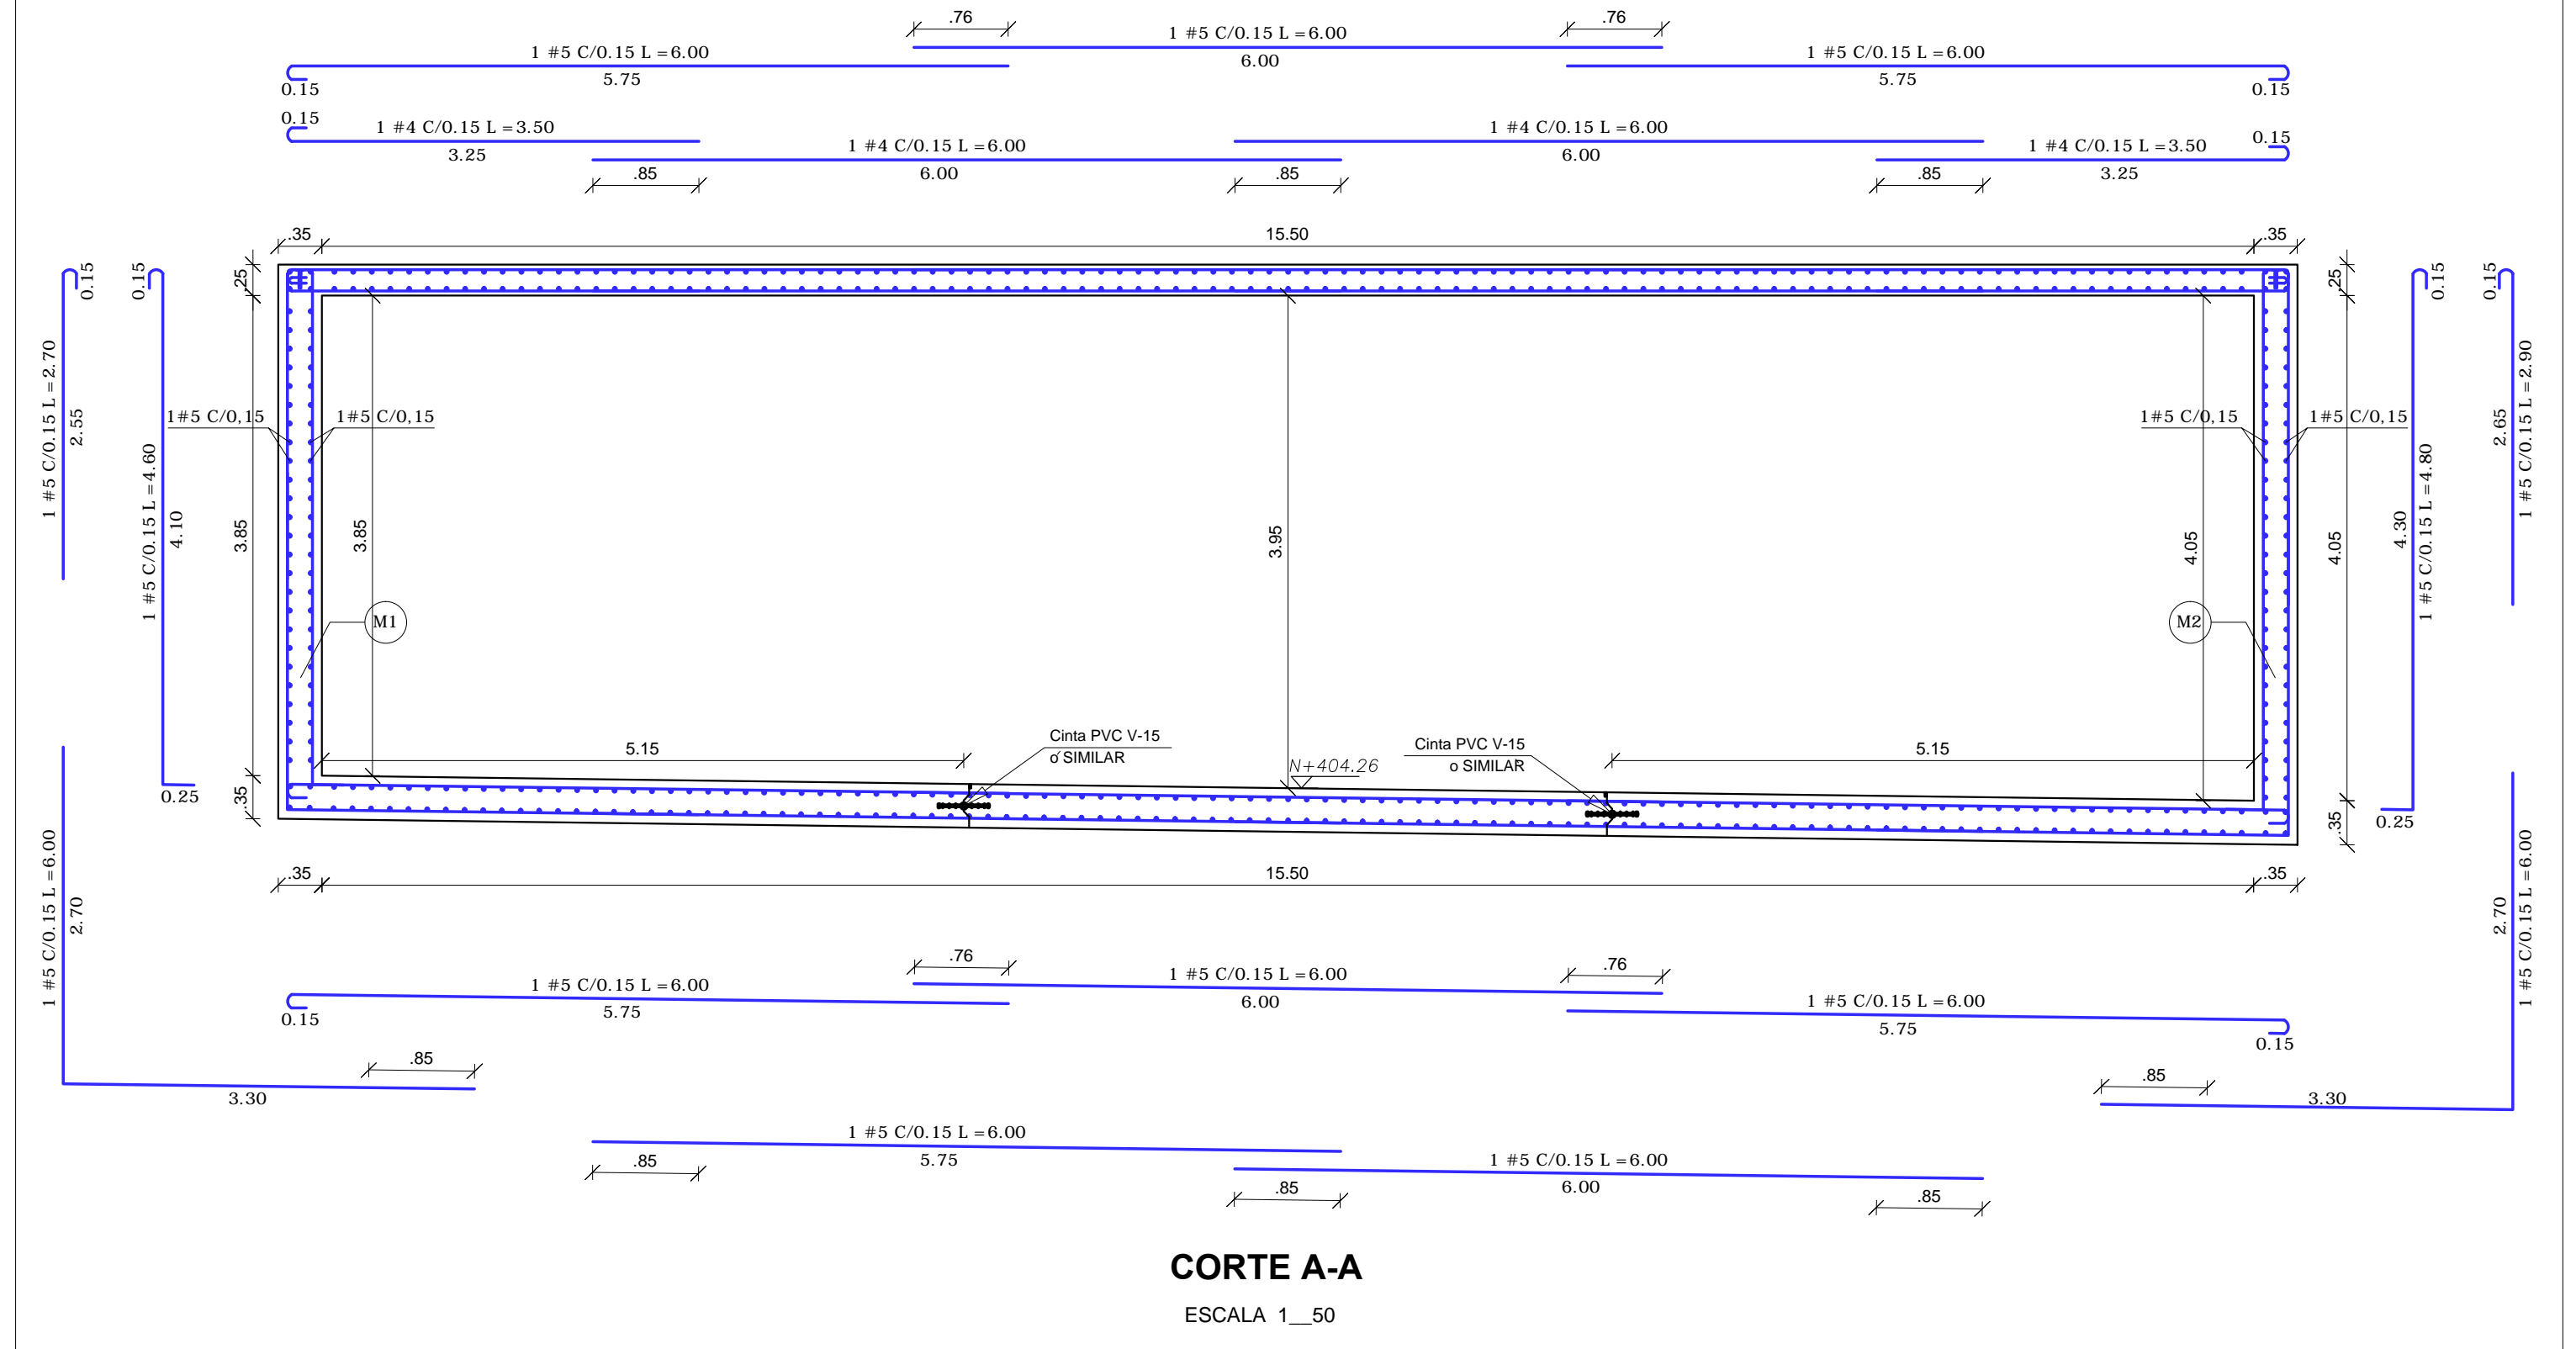 .76
.76
1 #5 C/0.15 L=6.00
1 #5 C/0.15 L=6.00
1 #5 C/0.15 L=6.00
5.75
6.00
5.75
0.15
0.15
0.15
0.15
1 #4 C/0.15 L=3.50
1 #4 C/0.15 L=6.00
1 #4 C/0.15 L=6.00
1 #4 C/0.15 L=3.50
3.25
6.00
6.00
3.25
.85
.85
.85
.35
15.50
.35
0.15
0.15
.25
.25
0.15
0.15
1 #5 C/0.15 L=2.70
2.55
1 #5 C/0.15 L=4.60
4.10
1#5 C/0,15
1#5 C/0,15
1#5 C/0,15
1#5 C/0,15
3.85
3.85
3.95
4.05
4.05
4.30
1 #5 C/0.15 L=4.80
2.65
1 #5 C/0.15 L=2.90
M1
M2
5.15
Cinta PVC V-15
o´SIMILAR
Cinta PVC V-15
o SIMILAR
5.15
N+404.26
0.25
.35
.35
0.25
1 #5 C/0.15 L=6.00
2.70
.35
15.50
.35
2.70
1 #5 C/0.15 L=6.00
.76
.76
1 #5 C/0.15 L=6.00
1 #5 C/0.15 L=6.00
1 #5 C/0.15 L=6.00
5.75
6.00
5.75
0.15
0.15
.85
.85
3.30
3.30
1 #5 C/0.15 L=6.00
5.75
1 #5 C/0.15 L=6.00
6.00
.85
.85
.85
CORTE A-A
ESCALA 1__50